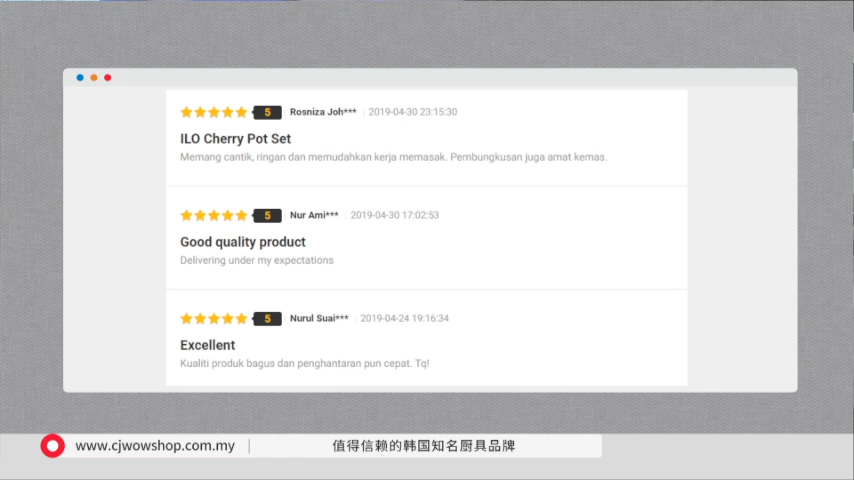 5 Rosniza Joh*** | 2019-04-30 23:15:30
ILO Cherry Pot Set
Memang cantik, ringan dan memudahkan kerja memasak. Pembungkusan juga amat kemas.
5 Nur Ami*** | 2019-04-30 17:02:53
Good quality product
Delivering under my expectations
5 Nurul Suai*** | 2019-04-24 19:16:34
Excellent
Kualiti produk bagus dan penghantaran pun cepat. Tq!
www.cjwowshop.com.my | 值得信赖的韩国知名厨具品牌